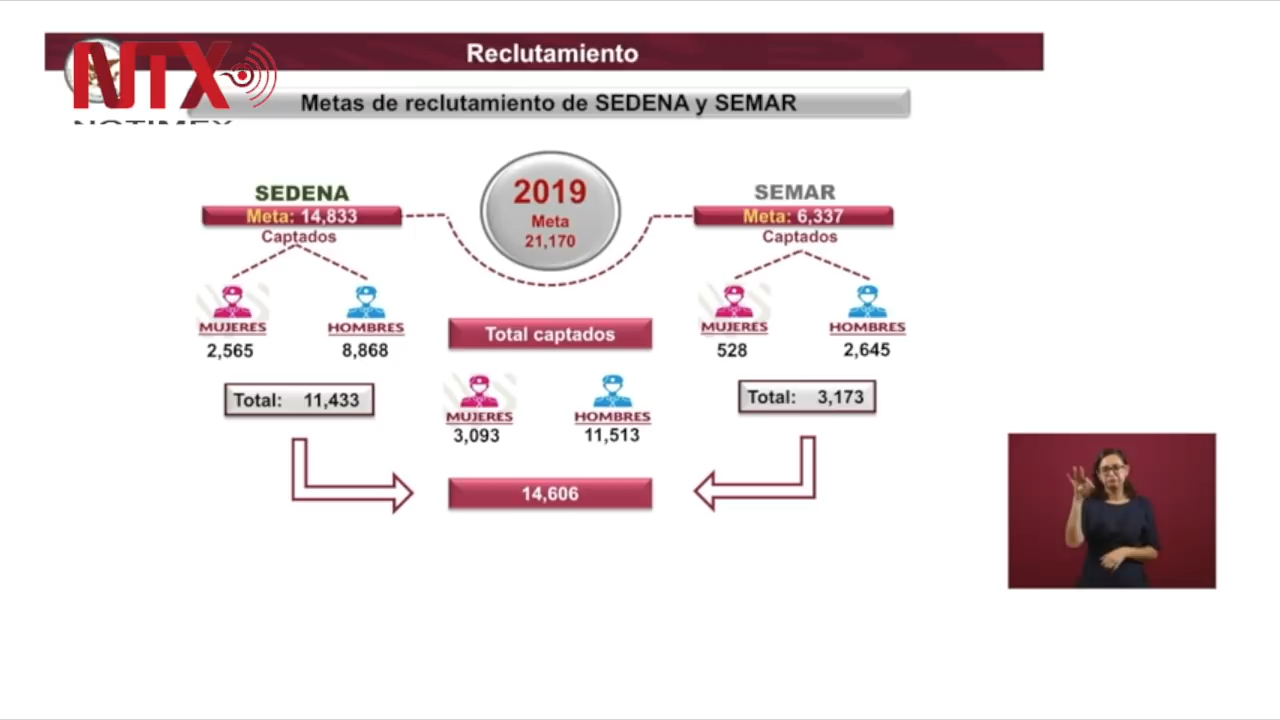 Reclutamiento
NTX
NOTIMEX
Metas de reclutamiento de SEDENA y SEMAR
SEDENA
Meta: 14,833
Captados
MUJERES
2,565
HOMBRES
8,868
Total: 11,433
2019
Meta
21,170
Total captados
MUJERES
3,093
HOMBRES
11,513
14,606
SEMAR
Meta: 6,337
Captados
MUJERES
528
HOMBRES
2,645
Total: 3,173